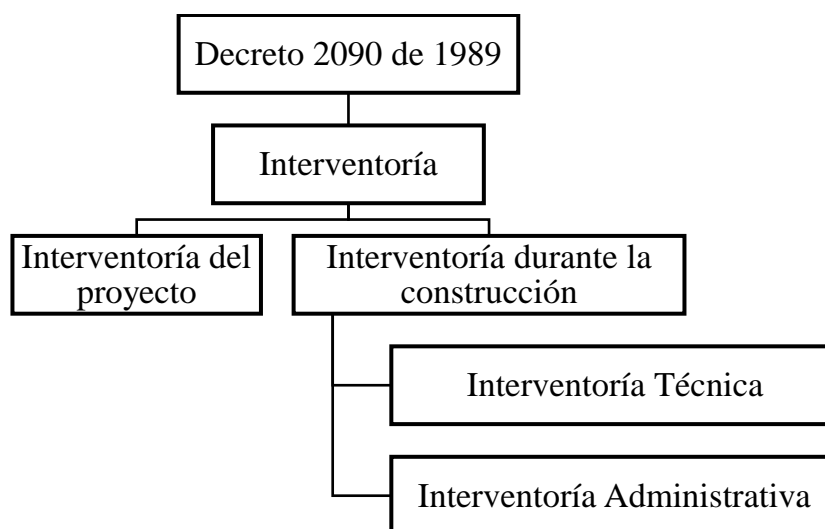 Decreto 2090 de 1989
Interventoría
Interventoría del
proyecto
Interventoría durante la
construcción
Interventoría Técnica
Interventoría Administrativa